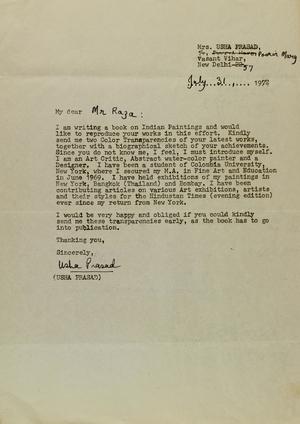 Mrs. USHA PRASAD,
Vasant Vihar,
New Delhi-57
July 31, .... 197
My dear Mr Raza :
I am writing a book on Indian Paintings and would
like to reproduce your works in this effort. Kindly
send me two Color Transparencies of your latest works,
together with a biographical sketch of your achievements.
Since you do not know me, I feel, I must introduce myself.
I am an Art Critic, Abstract water-color painter and a
Designer. I have been a student of Colombia University,
New York, where I secured my M.A. in Fine Art and Education
in June 1969. I have held exhibitions of my paintings in
New York, Bangkok (Thailand) and Bombay, I have been
contributing articles on various Art exhibitions, artists
and their styles for the Hindustan Times (evening edition)
ever since my return from New York.
I would be very happy and obliged if you could kindly
send me these transparencies early, as the book has to go
into publication.
Thanking you,
Sincerely,
Usha Prasad
(USHA PRASAD)